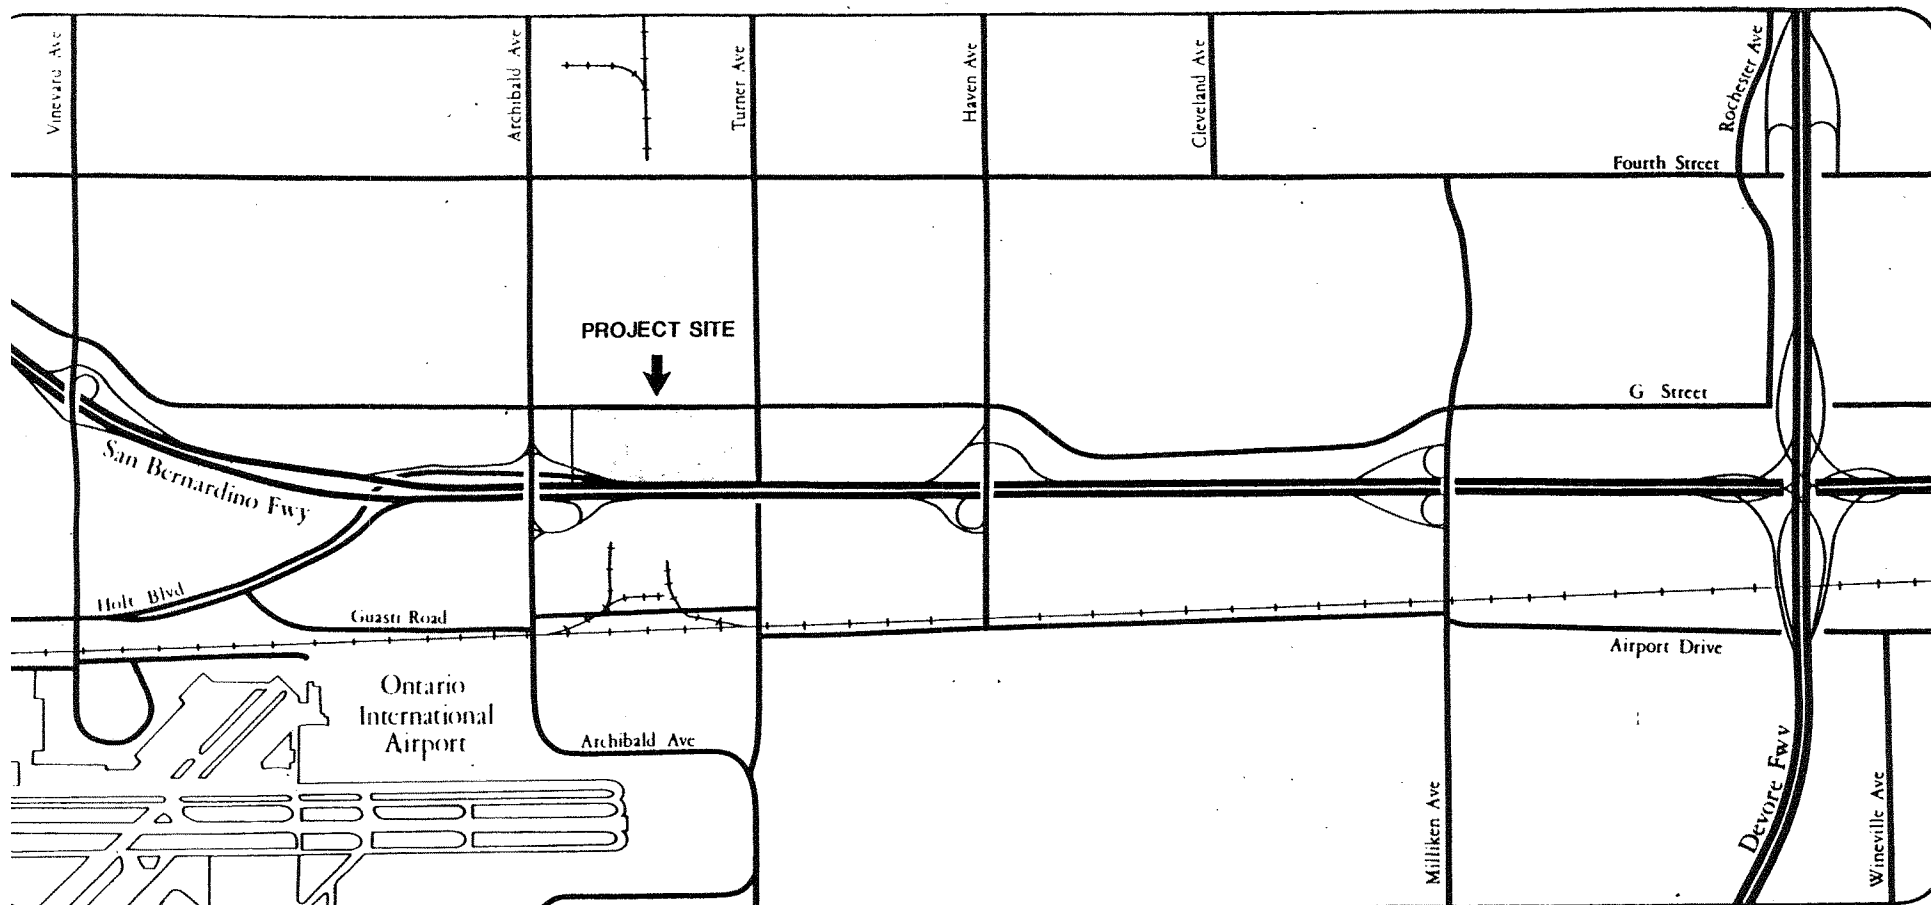 Vineyard Ave
Archibald Ave
Turner Ave
Haven Ave
Cleveland Ave
Rochester Ave
Fourth Street
PROJECT SITE
G Street
San Bernardino Fwy
Holt Blvd
Guasti Road
Airport Drive
Ontario
International
Airport
Archibald Ave
Milliken Ave
Devore Fwy
Wineville Ave